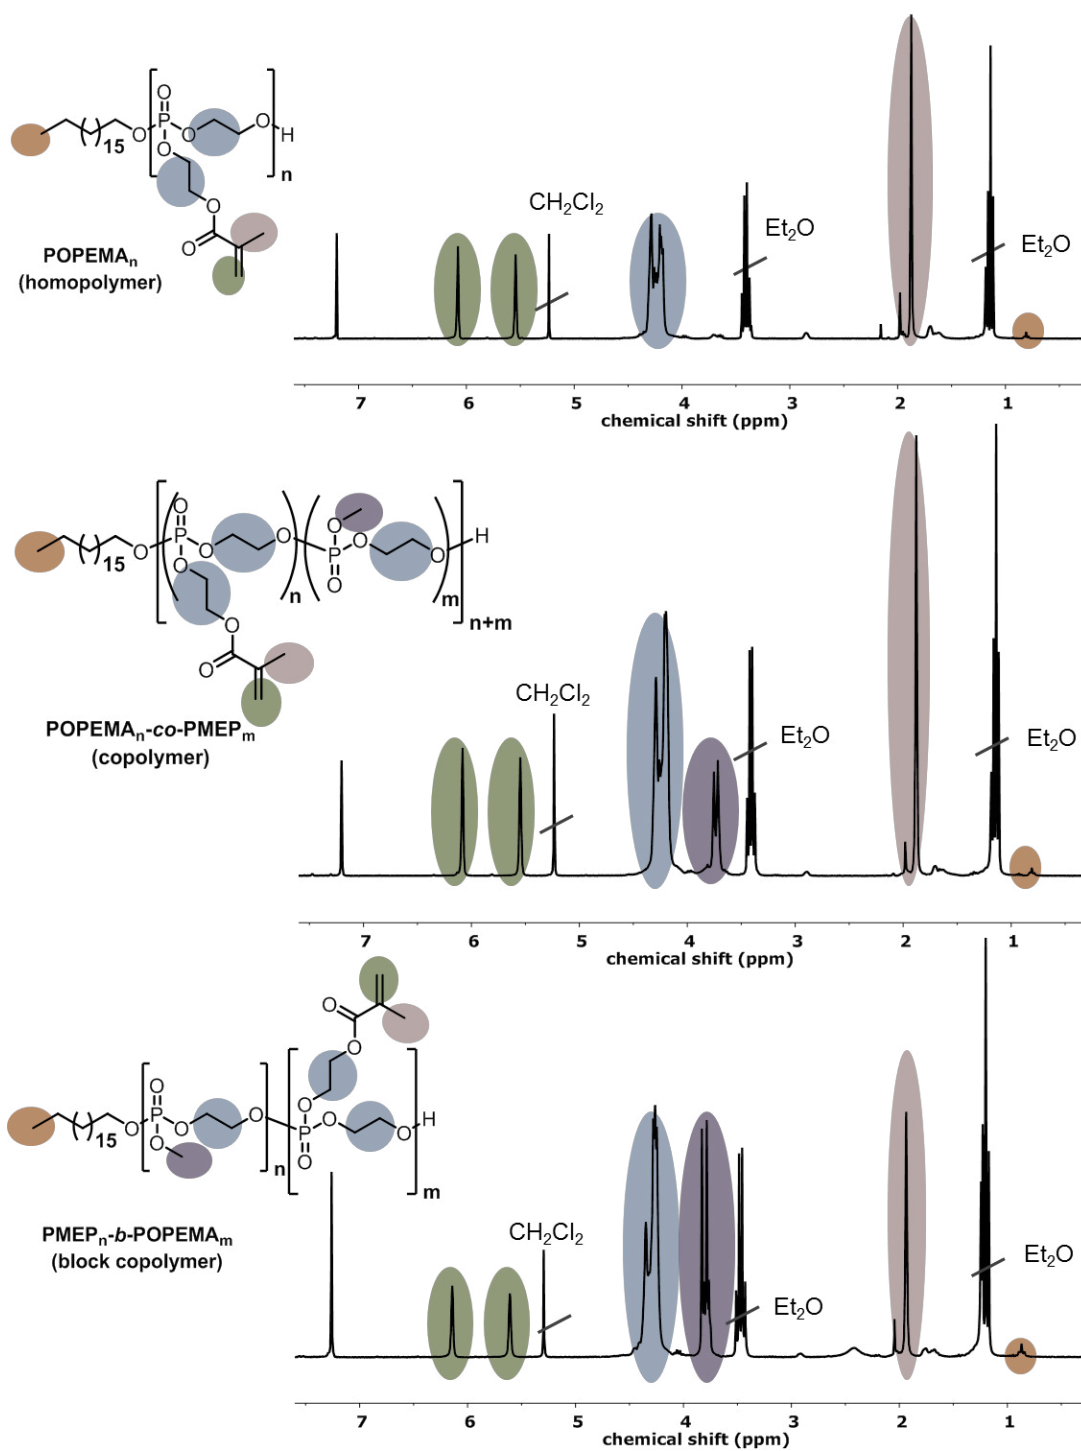 O
P
O
O
O
H
15
O
n
O
O
POPEMAₙ
(homopolymer)
CH₂Cl₂
Et₂O
Et₂O
7 6 5 4 3 2 1
chemical shift (ppm)
O
P
O
O
O
O
H
15
O
O
P
O
O
n
m
n+m
O
O
POPEMAₙ-co-PMEPₘ
(copolymer)
CH₂Cl₂
Et₂O
Et₂O
7 6 5 4 3 2 1
chemical shift (ppm)
O
O
O
P
O
O
O
H
15
O
P
O
O
O
P
O
n
m
PMEPₙ-b-POPEMAₘ
(block copolymer)
CH₂Cl₂
Et₂O
Et₂O
7 6 5 4 3 2 1
chemical shift (ppm)